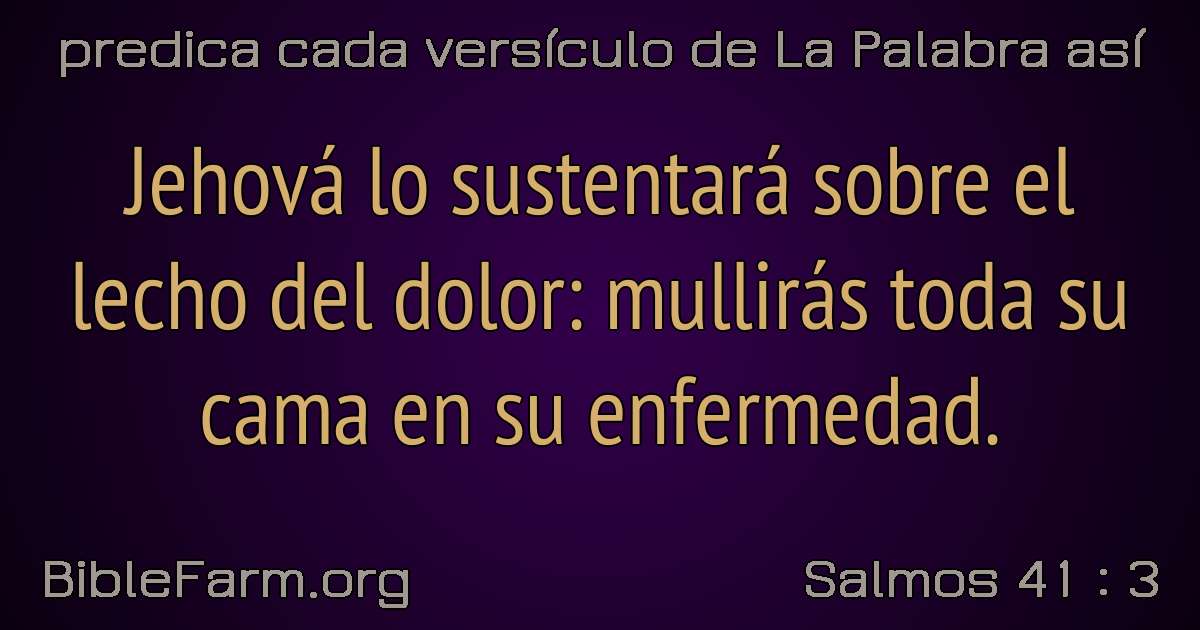 predica cada versículo de La Palabra así
Jehová lo sustentará sobre el
lecho del dolor: mullirás toda su
cama en su enfermedad.
BibleFarm.org
Salmos 41 : 3